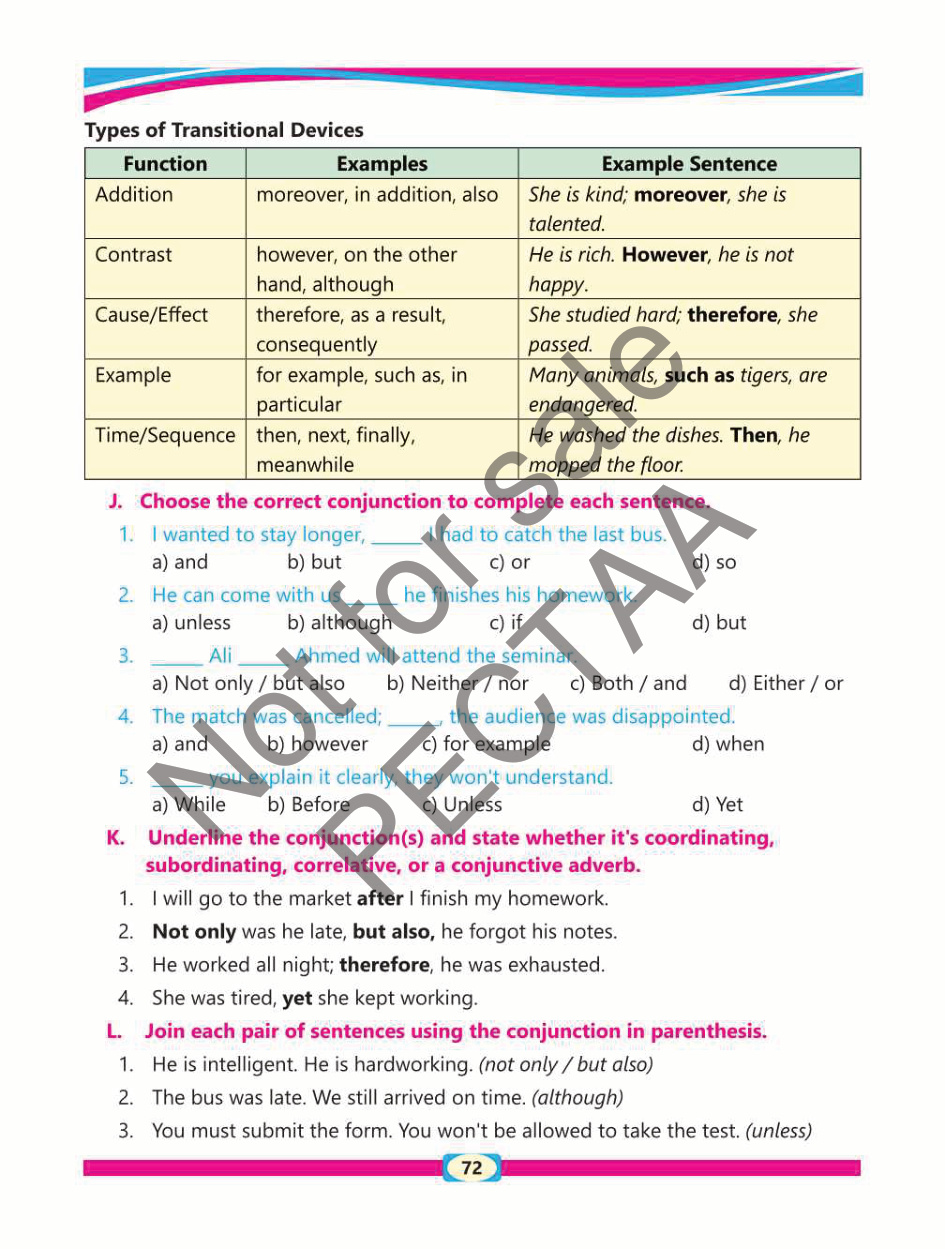 Types of Transitional Devices
Function Examples Example Sentence
Addition moreover, in addition, also She is kind; moreover, she is
talented.
Contrast however, on the other He is rich. However, he is not
hand, although happy.
Cause/Effect therefore, as a result, She studied hard; therefore, she
consequently passed.
Example for example, such as, in Many animals, such as tigers, are
particular endangered.
Time/Sequence then, next, finally, He washed the dishes. Then, he
meanwhile mopped the floor.
J. Choose the correct conjunction to complete each sentence.
1. I wanted to stay longer, _____ I had to catch the last bus.
a) and b) but c) or d) so
2. He can come with us _____ he finishes his homework.
a) unless b) although c) if d) but
3. _____ Ali _____ Ahmed will attend the seminar.
a) Not only / but also b) Neither / nor c) Both / and d) Either / or
4. The match was cancelled; _____, the audience was disappointed.
a) and b) however c) for example d) when
5. _____ you explain it clearly, they won't understand.
a) While b) Before c) Unless d) Yet
K. Underline the conjunction(s) and state whether it's coordinating,
subordinating, correlative, or a conjunctive adverb.
1. I will go to the market after I finish my homework.
2. Not only was he late, but also, he forgot his notes.
3. He worked all night; therefore, he was exhausted.
4. She was tired, yet she kept working.
L. Join each pair of sentences using the conjunction in parenthesis.
1. He is intelligent. He is hardworking. (not only / but also)
2. The bus was late. We still arrived on time. (although)
3. You must submit the form. You won't be allowed to take the test. (unless)
72
Not for sale
PECTAA